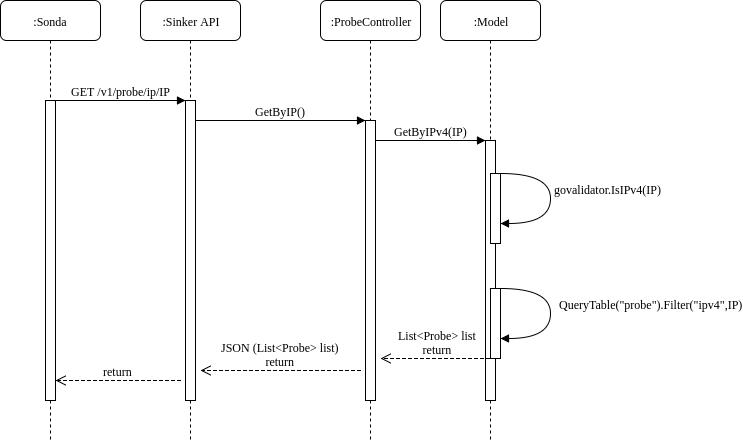 :Sonda
:Sinker API
:ProbeController
:Model
GET /v1/probe/ip/IP
GetByIP()
GetByIPv4(IP)
govalidator.IsIPv4(IP)
QueryTable("probe").Filter("ipv4",IP)
List<Probe> list
return
JSON (List<Probe> list)
return
return